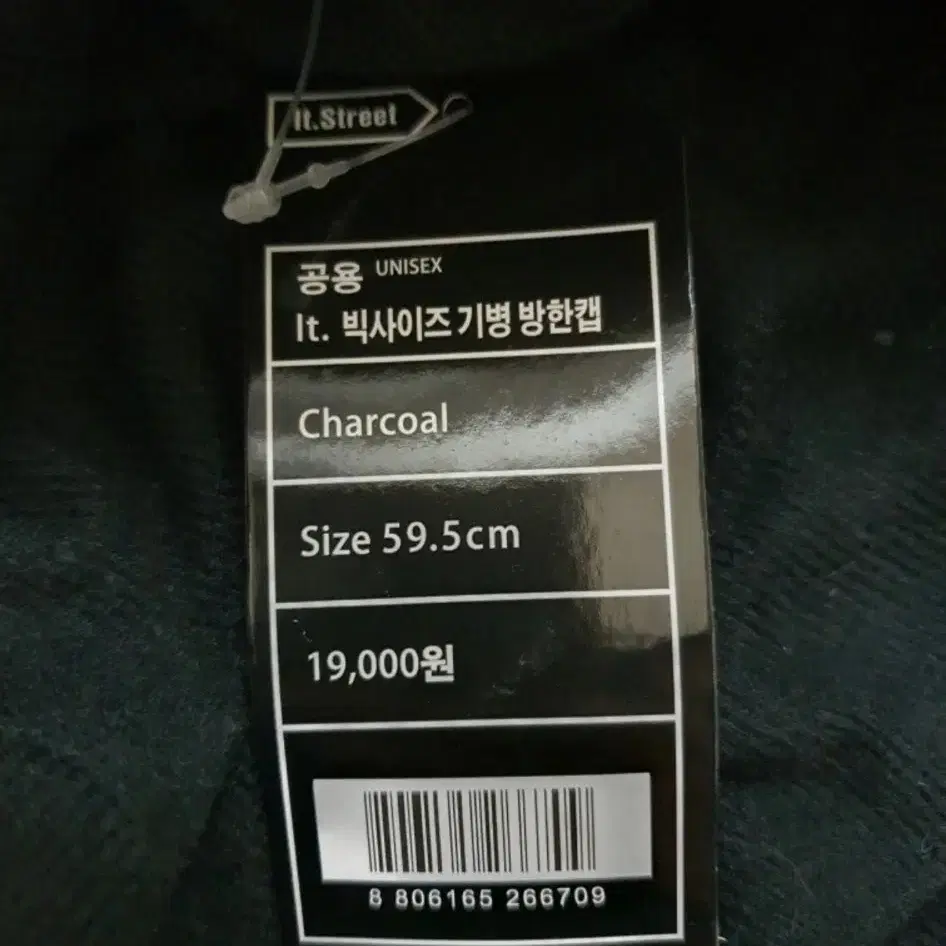 It.Street
공용 UNISEX
It. 빅사이즈 기병 방한캡
Charcoal
Size 59.5cm
19,000원
8 806165 266709